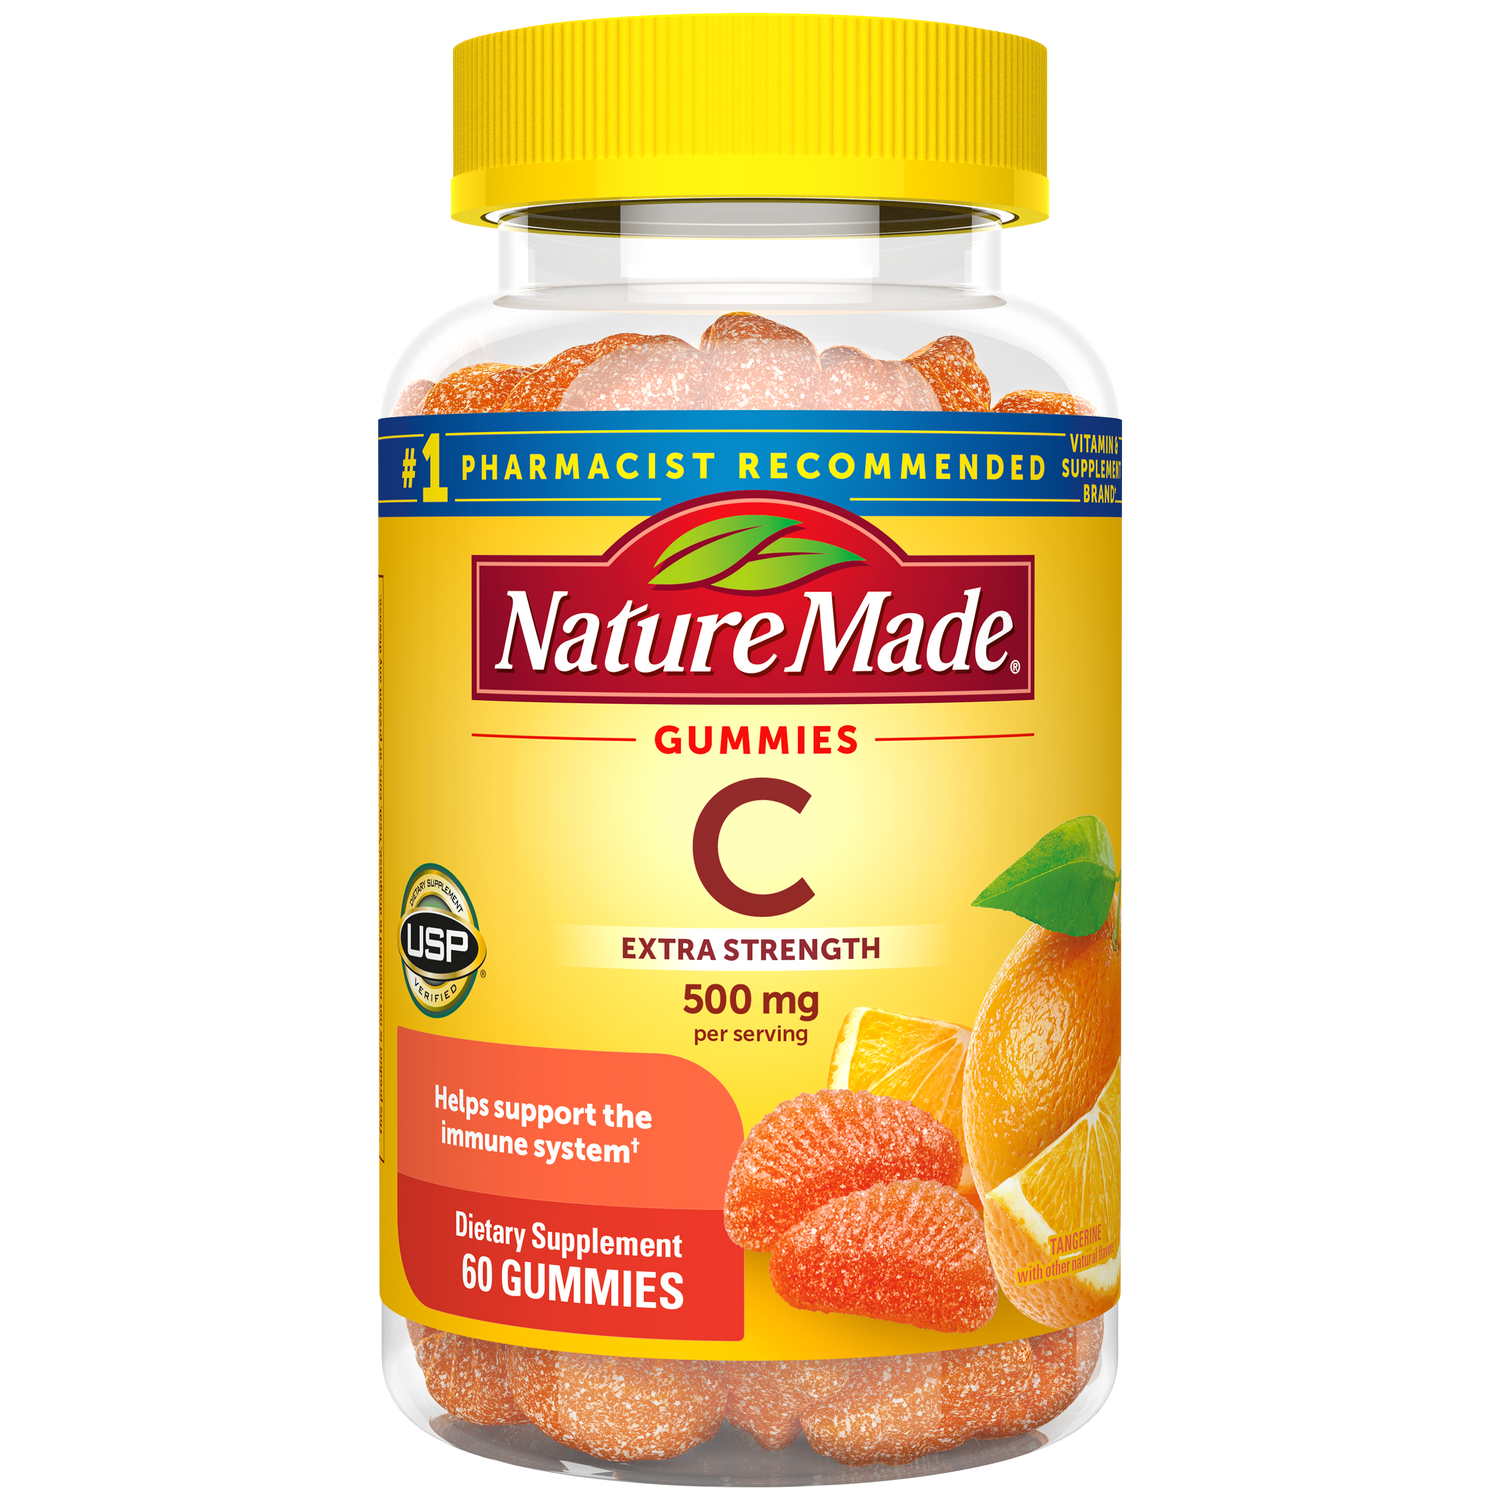 #1 PHARMACIST RECOMMENDED
VITAMIN &
SUPPLEMENT
BRAND*
Nature Made®
GUMMIES
C
EXTRA STRENGTH
500 mg
per serving
DIETARY SUPPLEMENT
USP
VERIFIED®
Helps support the
immune system†
Dietary Supplement
60 GUMMIES
TANGERINE
with other natural flavors